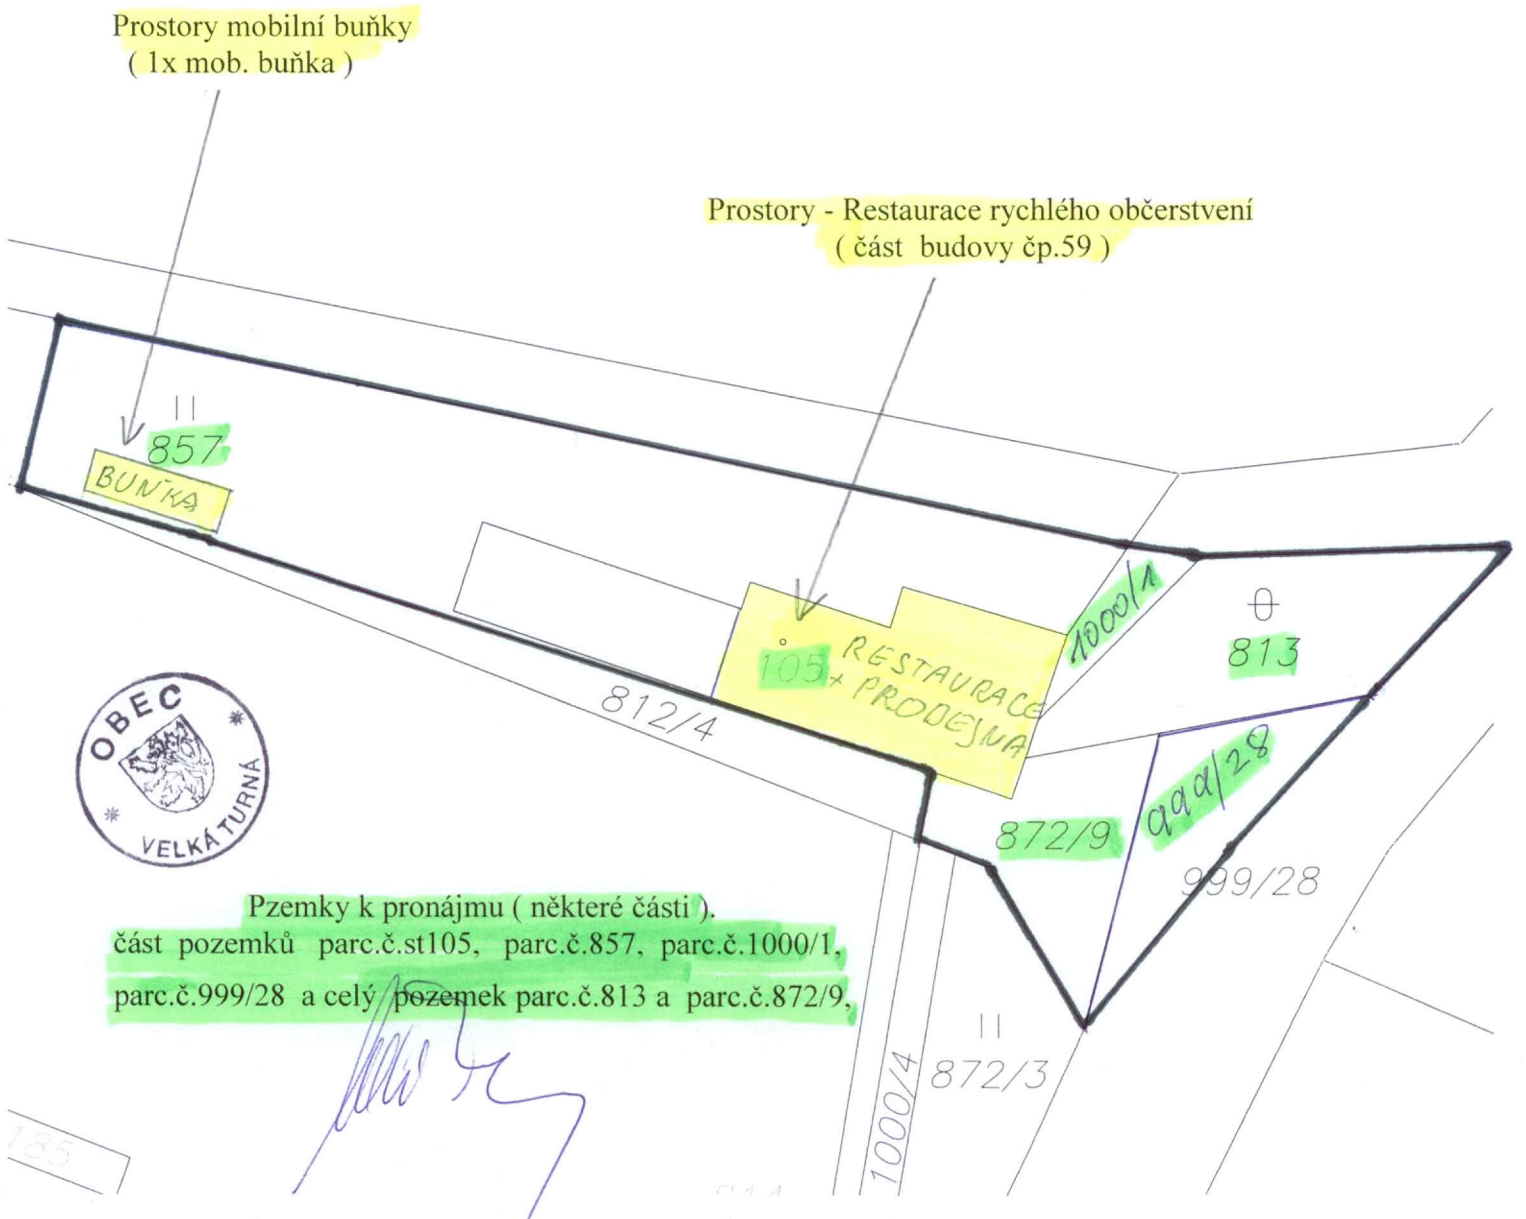 Prostory mobilní buňky
( 1x mob. buňka )
Prostory - Restaurace rychlého občerstvení
( část budovy čp.59 )
857
BUŇKA
1000/1
813
105
RESTAURACE
+ PRODEJNA
812/4
OBEC
VELKÁ TURNÁ
999/28
872/9
999/28
Pzemky k pronájmu ( některé části ).
část pozemků parc.č.st105, parc.č.857, parc.č.1000/1,
parc.č.999/28 a celý pozemek parc.č.813 a parc.č.872/9,
872/3
1000/4
185